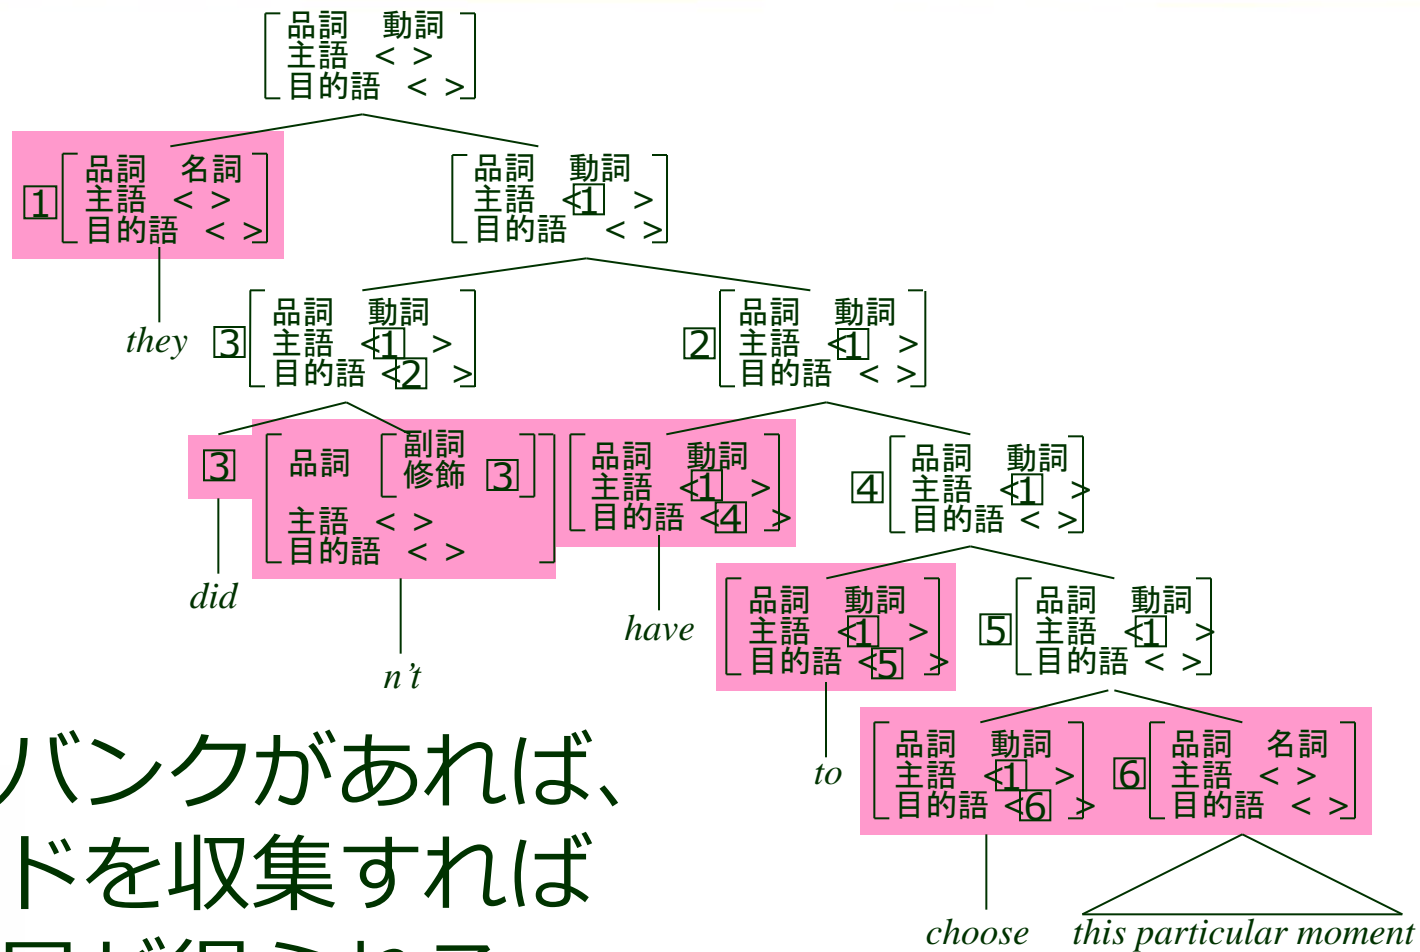 品詞 動詞
主語 < >
目的語 < >
1
品詞 名詞
主語 < >
目的語 < >
品詞 動詞
主語 <1 >
目的語 < >
they
3
品詞 動詞
主語 <1 >
目的語 <2 >
2
品詞 動詞
主語 <1 >
目的語 < >
3
品詞 副詞
修飾 3
主語 < >
目的語 < >
品詞 動詞
主語 <1 >
目的語 <4 >
4
品詞 動詞
主語 <1 >
目的語 < >
did
n't
have
品詞 動詞
主語 <1 >
目的語 <5 >
5
品詞 動詞
主語 <1 >
目的語 < >
to
品詞 動詞
主語 <1 >
目的語 <6 >
6
品詞 名詞
主語 < >
目的語 < >
choose
this particular moment
バンクがあれば、
ドを収集すれば